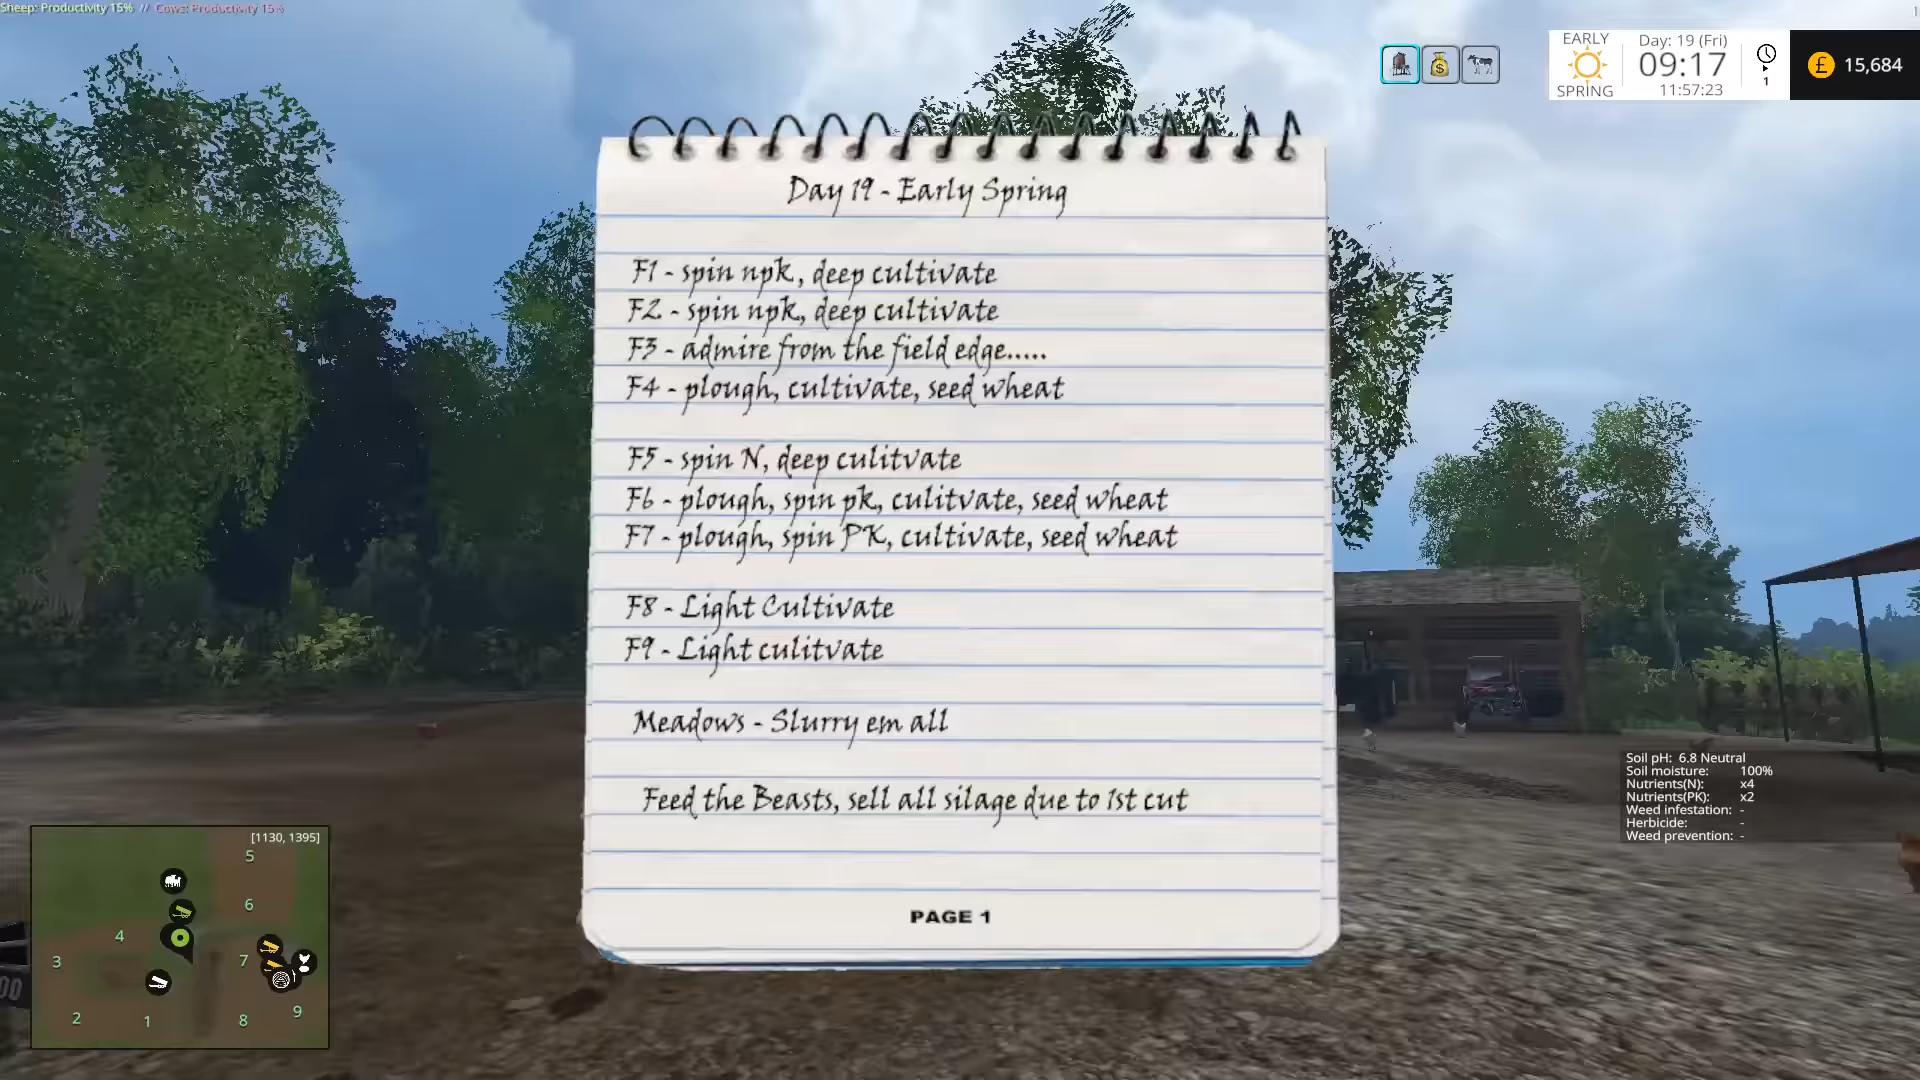 Sheep: Productivity 15% // Cows: Productivity 15%
EARLY
SPRING
Day: 19 (Fri)
09:17
11:57:23
1
£ 15,684
Day 19 - Early Spring
F1 - spin npk, deep cultivate
F2 - spin npk, deep cultivate
F3 - admire from the field edge.....
F4 - plough, cultivate, seed wheat
F5 - spin N, deep culitvate
F6 - plough, spin pk, culitvate, seed wheat
F7 - plough, spin PK, cultivate, seed wheat
F8 - Light Cultivate
F9 - Light culitvate
Meadows - Slurry em all
Feed the Beasts, sell all silage due to 1st cut
PAGE 1
Soil pH: 6.8 Neutral
Soil moisture: 100%
Nutrients(N): x4
Nutrients(PK): x2
Weed infestation: -
Herbicide: -
Weed prevention: -
[1130, 1395]
5
6
4
3
7
2
1
8
9
00